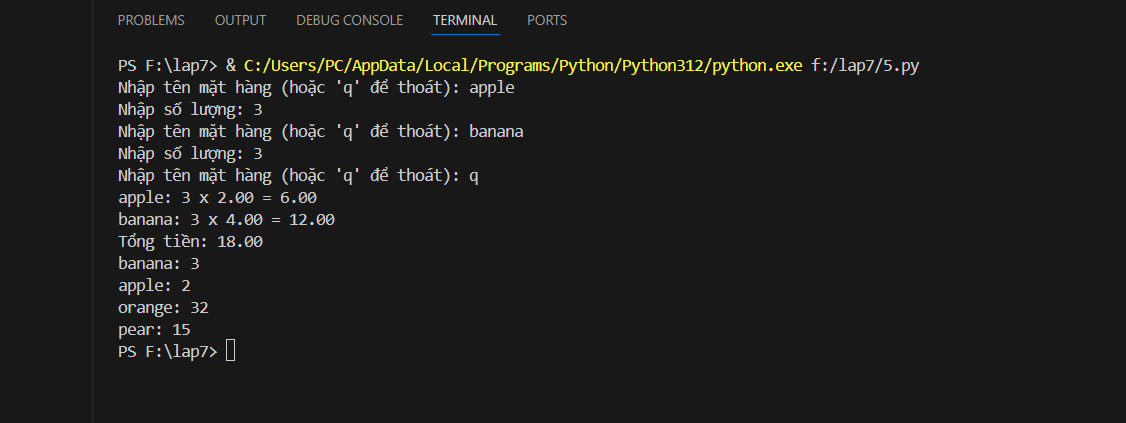 PROBLEMS OUTPUT DEBUG CONSOLE TERMINAL PORTS
PS F:\lap7> & C:/Users/PC/AppData/Local/Programs/Python/Python312/python.exe f:/lap7/5.py
Nhập tên mặt hàng (hoặc 'q' để thoát): apple
Nhập số lượng: 3
Nhập tên mặt hàng (hoặc 'q' để thoát): banana
Nhập số lượng: 3
Nhập tên mặt hàng (hoặc 'q' để thoát): q
apple: 3 x 2.00 = 6.00
banana: 3 x 4.00 = 12.00
Tổng tiền: 18.00
banana: 3
apple: 2
orange: 32
pear: 15
PS F:\lap7>